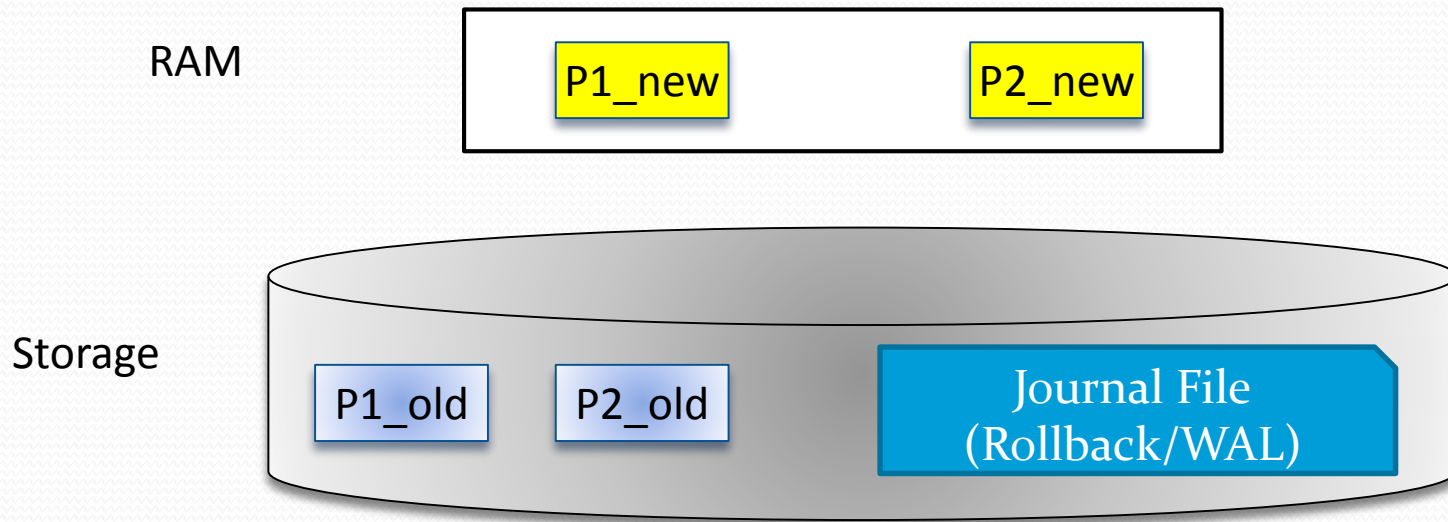 RAM
P1_new
P2_new
Storage
P1_old
P2_old
Journal File
(Rollback/WAL)